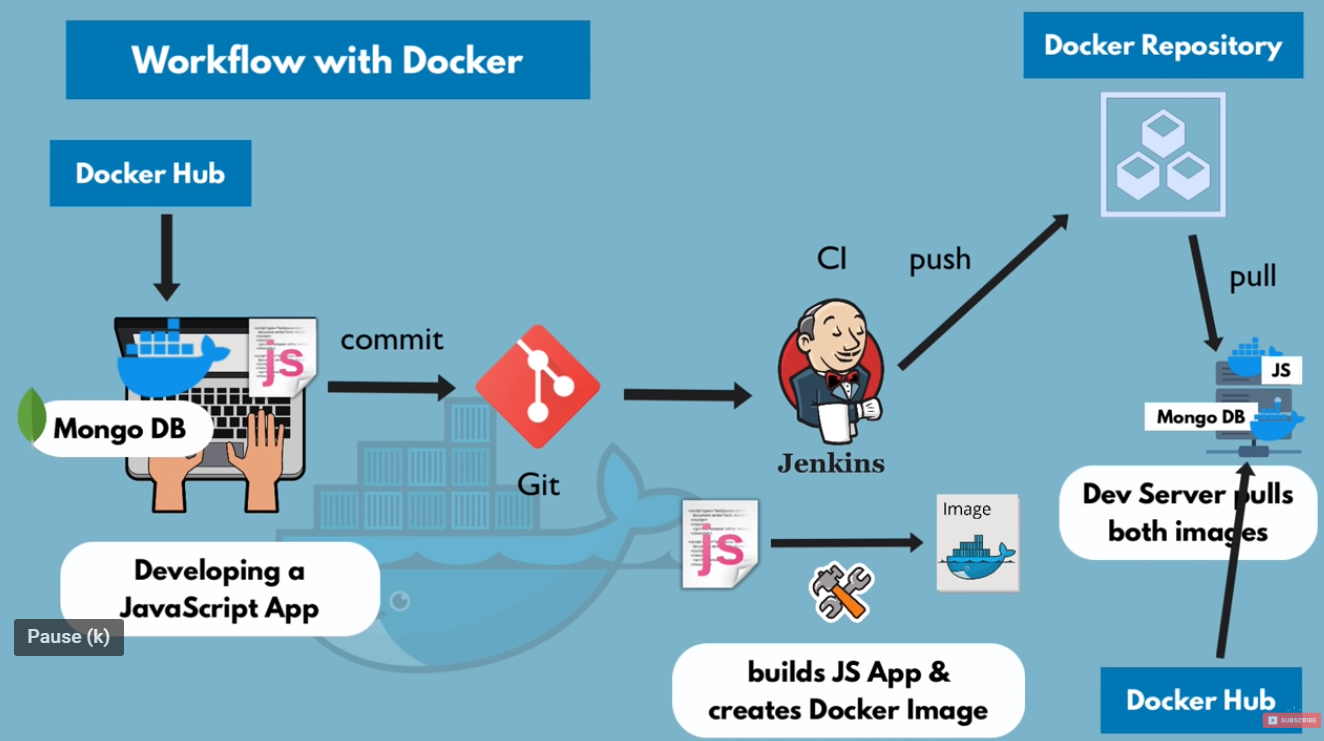 Workflow with Docker
Docker Repository
Docker Hub
CI
push
pull
commit
js
JS
Mongo DB
Mongo DB
Jenkins
Git
Dev Server pulls
both images
js
Image
Developing a
JavaScript App
Pause (k)
builds JS App &
creates Docker Image
Docker Hub
SUBSCRIBE